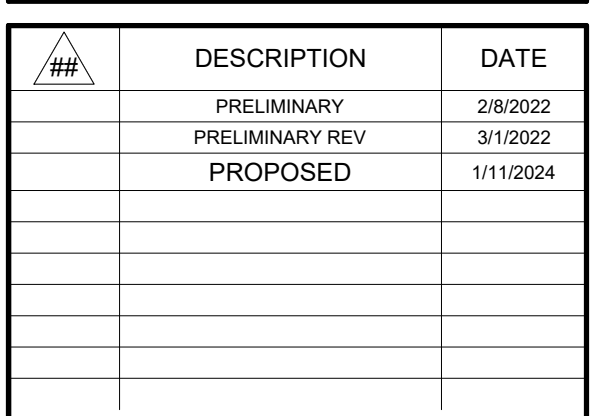 ## DESCRIPTION DATE
PRELIMINARY 2/8/2022
PRELIMINARY REV 3/1/2022
PROPOSED 1/11/2024